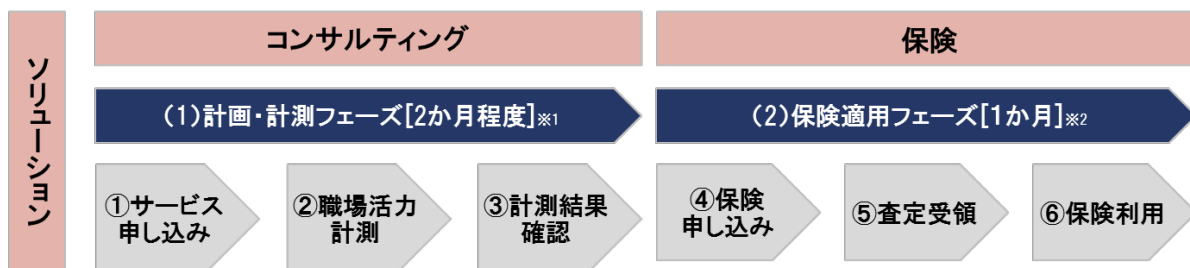 ソリューション
コンサルティング
保険
(1)計画・計測フェーズ[2か月程度]※1
(2)保険適用フェーズ[1か月]※2
①サービス
申し込み
②職場活力
計測
③計測結果
確認
④保険
申し込み
⑤査定受領
⑥保険利用